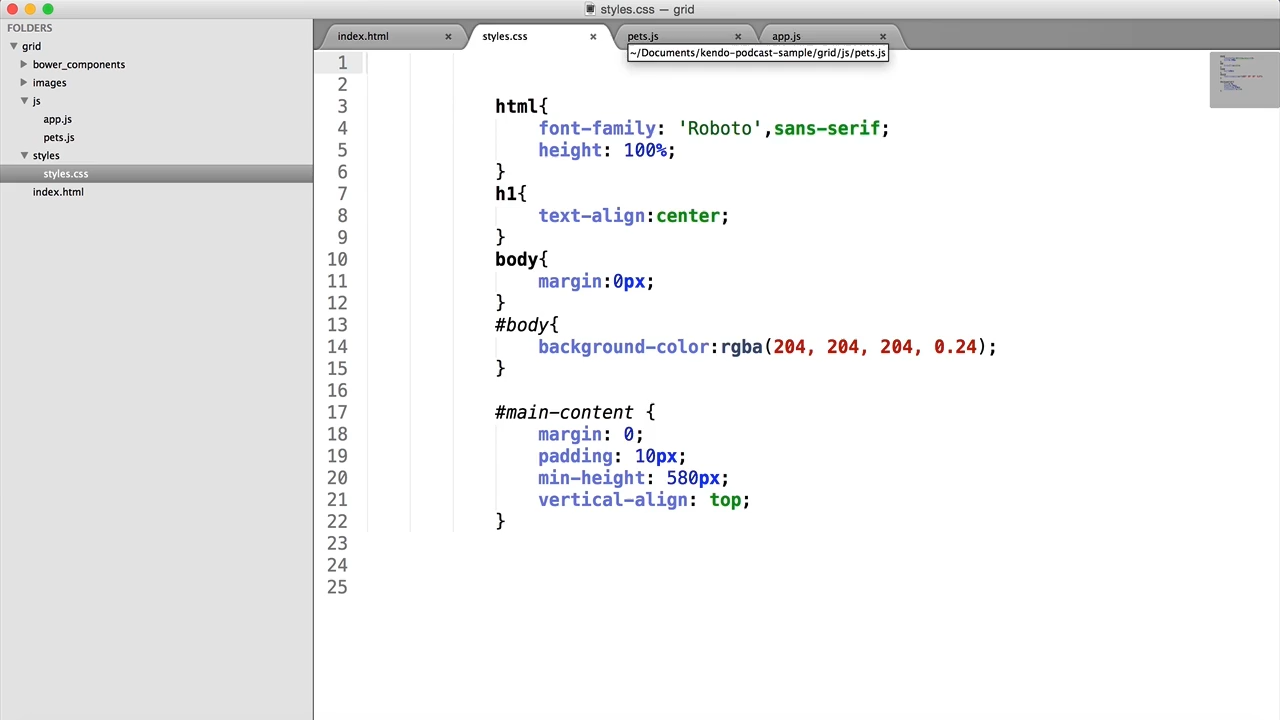 styles.css — grid
FOLDERS
grid
bower_components
images
js
app.js
pets.js
styles
styles.css
index.html
index.html × styles.css × pets.js × app.js ×
~/Documents/kendo-podcast-sample/grid/js/pets.js
1
2
3 html{
4 font-family: 'Roboto',sans-serif;
5 height: 100%;
6 }
7 h1{
8 text-align:center;
9 }
10 body{
11 margin:0px;
12 }
13 #body{
14 background-color:rgba(204, 204, 204, 0.24);
15 }
16
17 #main-content {
18 margin: 0;
19 padding: 10px;
20 min-height: 580px;
21 vertical-align: top;
22 }
23
24
25